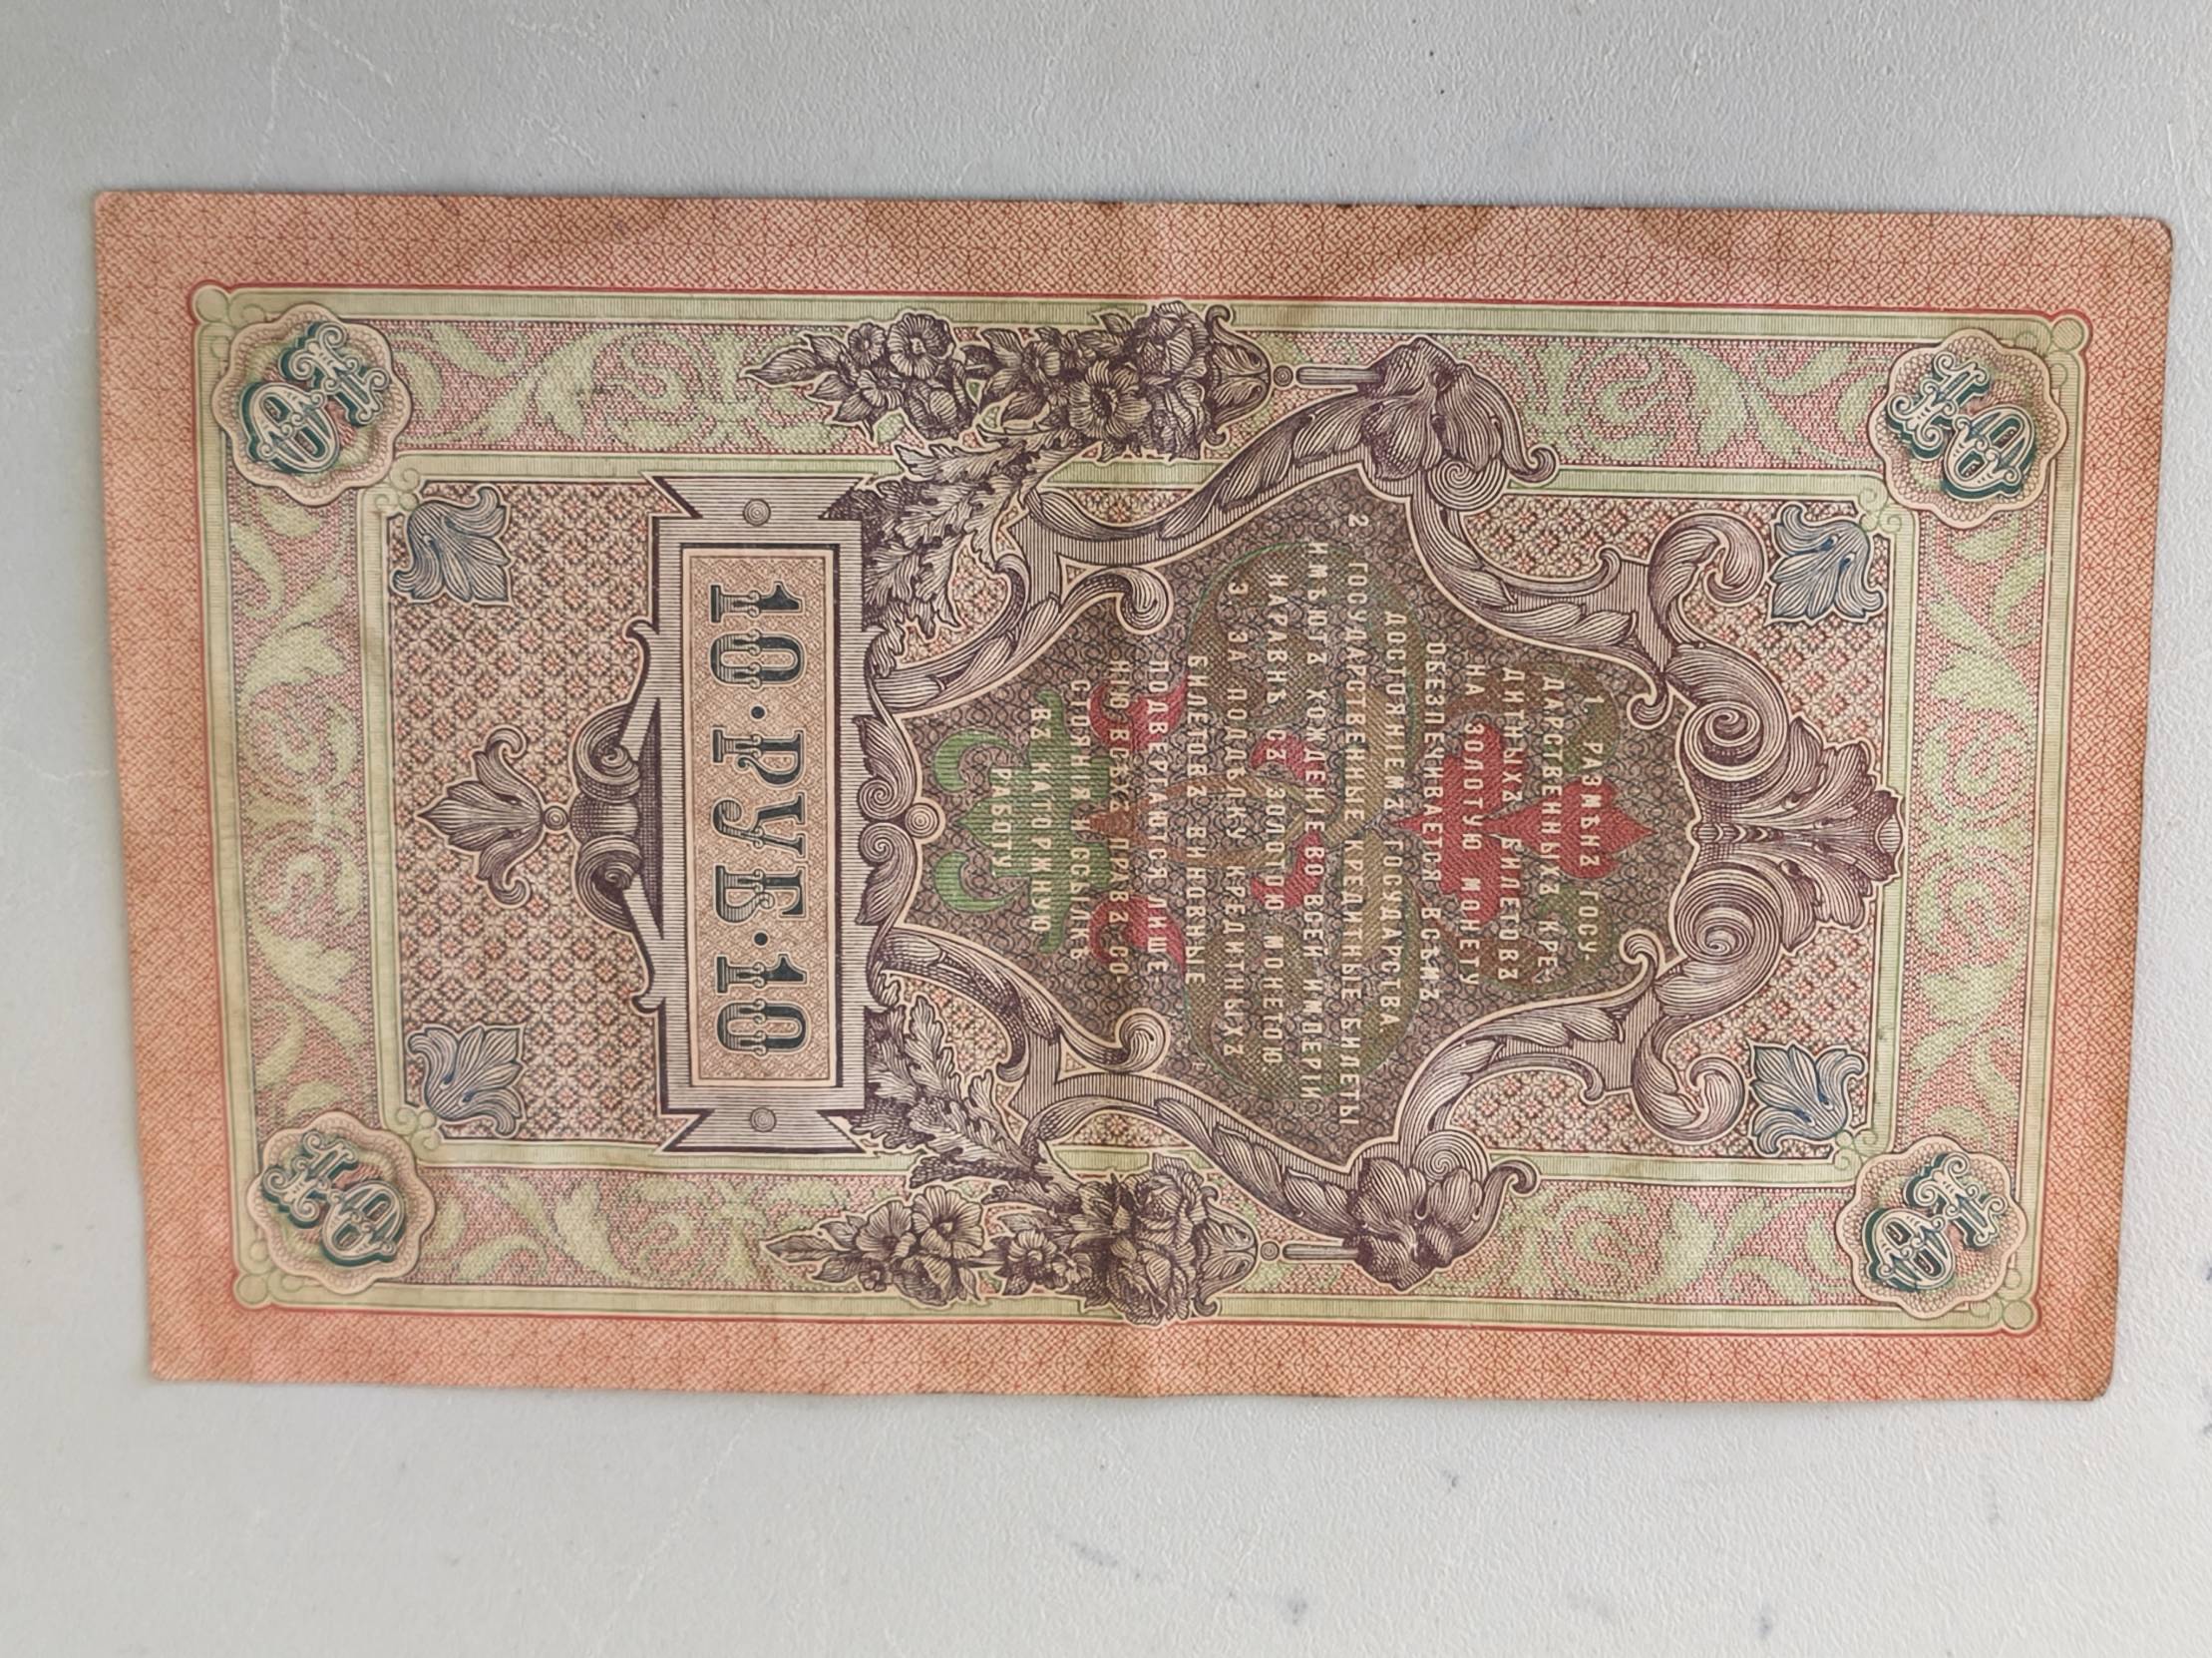 10
10
1. РАЗМѢНЪ ГОСУ-
ДАРСТВЕННЫХЪ КРЕ-
ДИТНЫХЪ БИЛЕТОВЪ
НА ЗОЛОТУЮ МОНЕТУ
ОБЕЗПЕЧИВАЕТСЯ ВСѢМЪ
ДОСТОЯНІЕМЪ ГОСУДАРСТВА.
2. ГОСУДАРСТВЕННЫЕ КРЕДИТНЫЕ БИЛЕТЫ
ИМѢЮТЪ ХОЖДЕНІЕ ВО ВСЕЙ ИМПЕРІИ
НАРАВНѢ СЪ ЗОЛОТОЮ МОНЕТОЮ.
3. ЗА ПОДДѢЛКУ КРЕДИТНЫХЪ
БИЛЕТОВЪ ВИНОВНЫЕ
ПОДВЕРГАЮТСЯ ЛИШЕ-
НІЮ ВСѢХЪ ПРАВЪ СО-
СТОЯНІЯ И ССЫЛКѢ
ВЪ КАТОРЖНУЮ
РАБОТУ.
10•РУБ•10
10
10